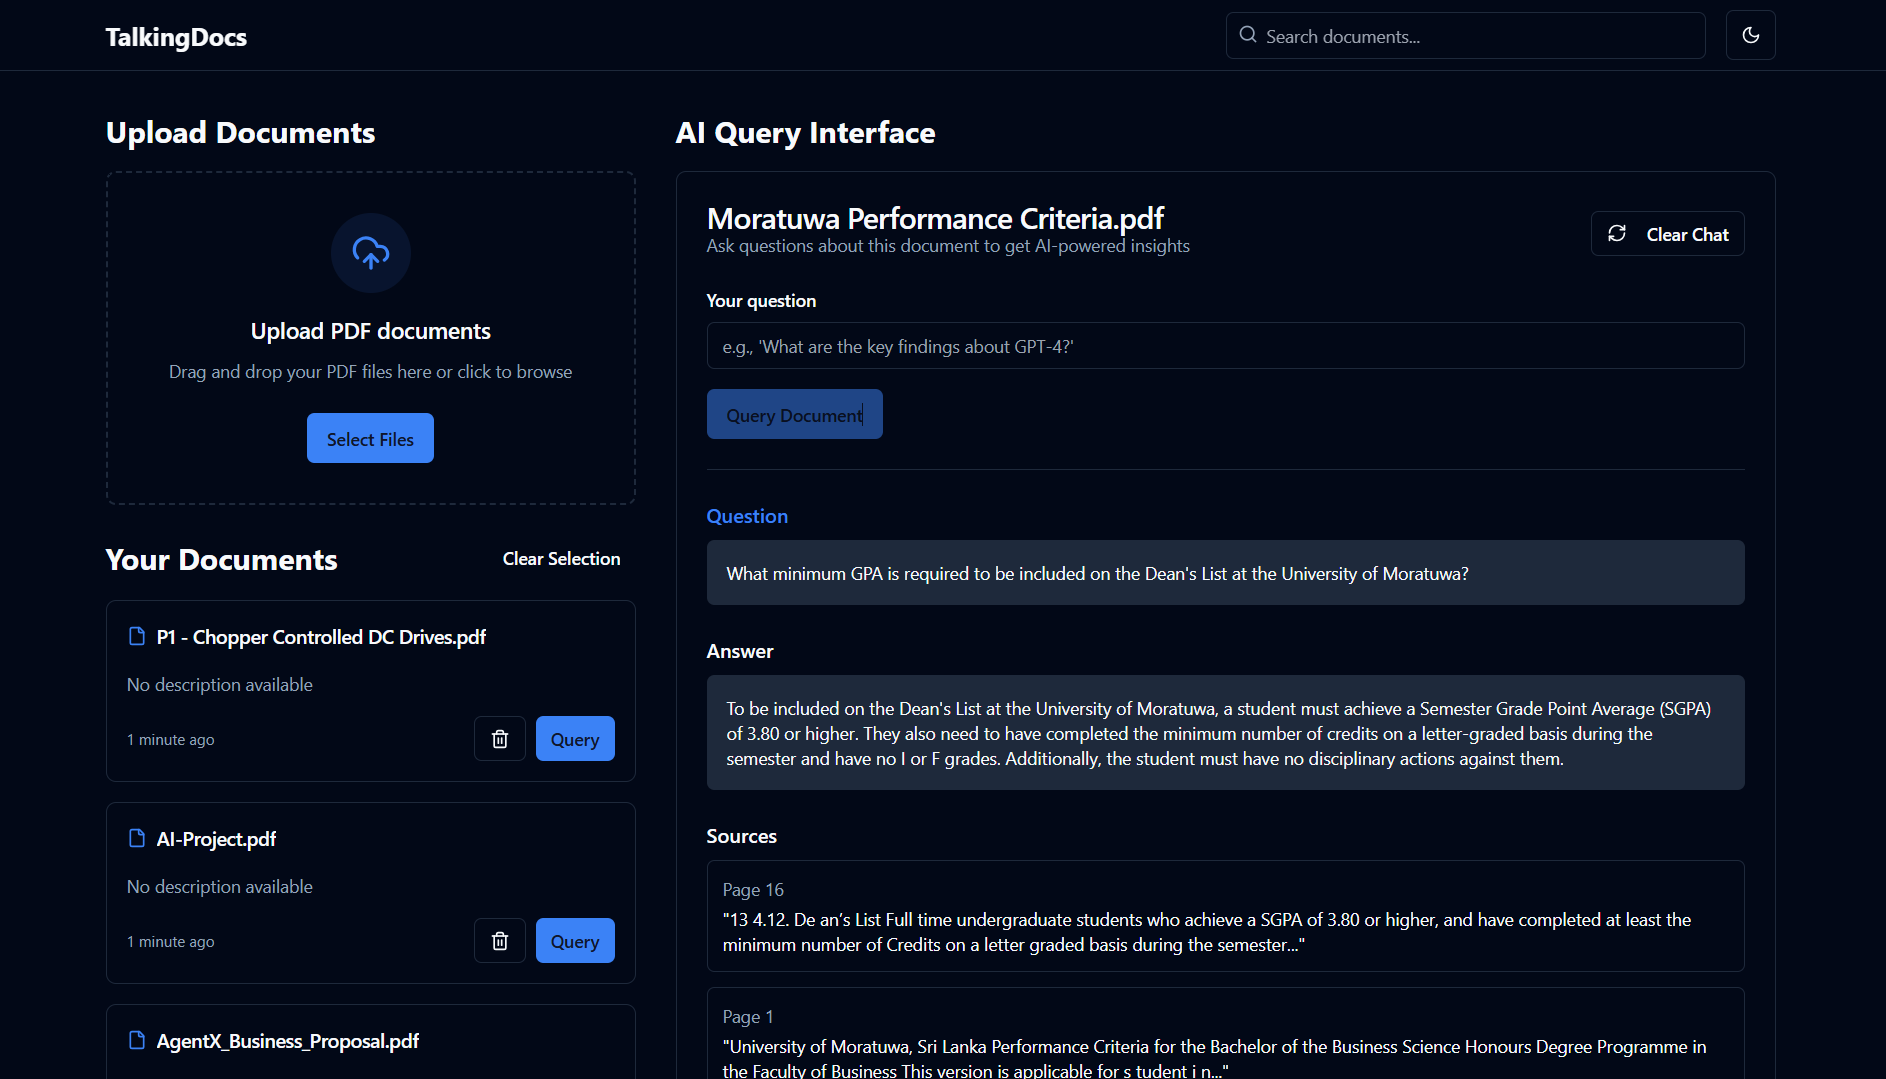 TalkingDocs
Search documents...
Upload Documents
Upload PDF documents
Drag and drop your PDF files here or click to browse
Select Files
Your Documents
Clear Selection
P1 - Chopper Controlled DC Drives.pdf
No description available
1 minute ago
Query
AI-Project.pdf
No description available
1 minute ago
Query
AgentX_Business_Proposal.pdf
AI Query Interface
Moratuwa Performance Criteria.pdf
Ask questions about this document to get AI-powered insights
Clear Chat
Your question
e.g., 'What are the key findings about GPT-4?'
Query Document
Question
What minimum GPA is required to be included on the Dean's List at the University of Moratuwa?
Answer
To be included on the Dean's List at the University of Moratuwa, a student must achieve a Semester Grade Point Average (SGPA)
of 3.80 or higher. They also need to have completed the minimum number of credits on a letter-graded basis during the
semester and have no I or F grades. Additionally, the student must have no disciplinary actions against them.
Sources
Page 16
"13 4.12. De an’s List Full time undergraduate students who achieve a SGPA of 3.80 or higher, and have completed at least the
minimum number of Credits on a letter graded basis during the semester..."
Page 1
"University of Moratuwa, Sri Lanka Performance Criteria for the Bachelor of the Business Science Honours Degree Programme in
the Faculty of Business This version is applicable for s tudent i n..."